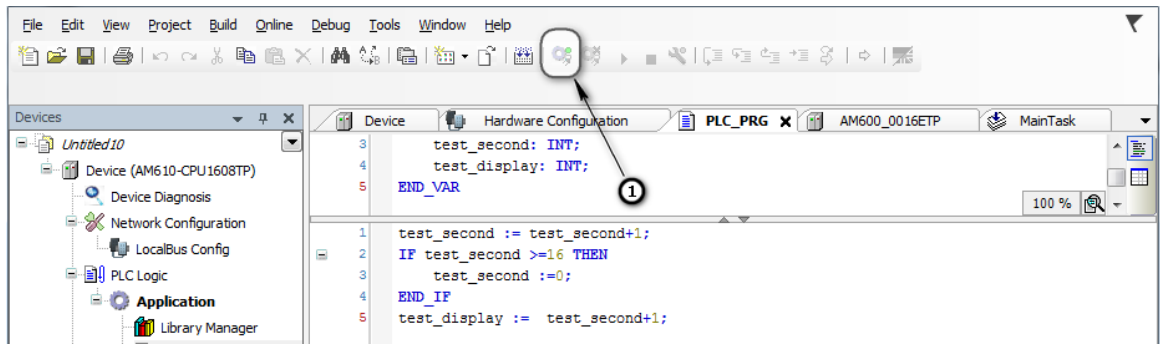 File Edit View Project Build Online Debug Tools Window Help
1
Devices
Device Hardware Configuration PLC_PRG AM600_0016ETP MainTask
Untitled10
Device (AM610-CPU1608TP)
Device Diagnosis
Network Configuration
LocalBus Config
PLC Logic
Application
Library Manager
3 test_second: INT;
4 test_display: INT;
5 END_VAR
100 %
1 test_second := test_second+1;
2 IF test_second >=16 THEN
3 test_second :=0;
4 END_IF
5 test_display := test_second+1;